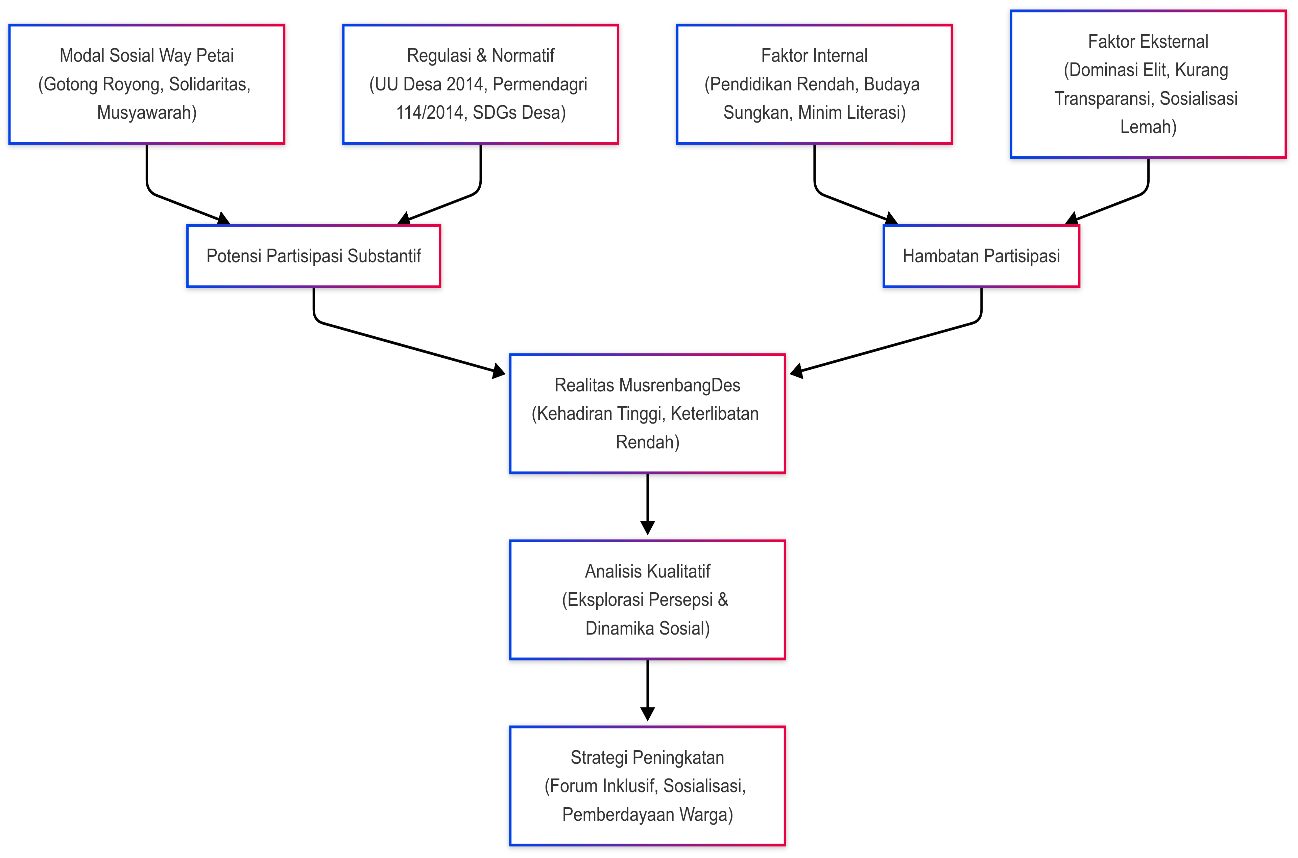 Modal Sosial Way Petai
(Gotong Royong, Solidaritas,
Musyawarah)
Regulasi & Normatif
(UU Desa 2014, Permendagri
114/2014, SDGs Desa)
Faktor Internal
(Pendidikan Rendah, Budaya
Sungkan, Minim Literasi)
Faktor Eksternal
(Dominasi Elit, Kurang
Transparansi, Sosialisasi
Lemah)
Potensi Partisipasi Substantif
Hambatan Partisipasi
Realitas MusrenbangDes
(Kehadiran Tinggi, Keterlibatan
Rendah)
Analisis Kualitatif
(Eksplorasi Persepsi &
Dinamika Sosial)
Strategi Peningkatan
(Forum Inklusif, Sosialisasi,
Pemberdayaan Warga)